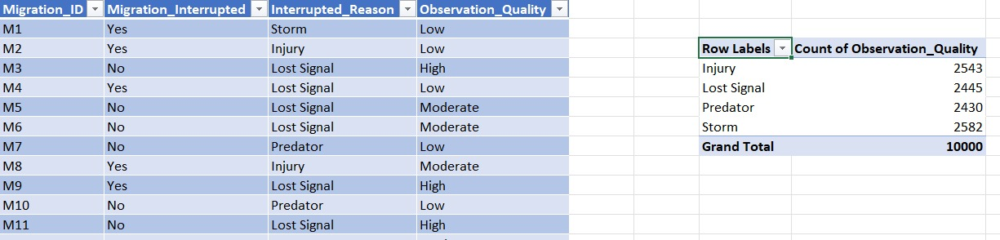 Migration_ID Migration_Interrupted Interrupted_Reason Observation_Quality
M1 Yes Storm Low
M2 Yes Injury Low
M3 No Lost Signal High
M4 Yes Lost Signal Low
M5 No Lost Signal Moderate
M6 No Lost Signal Moderate
M7 No Predator Low
M8 Yes Injury Moderate
M9 Yes Lost Signal High
M10 No Predator Low
M11 No Lost Signal High
Row Labels Count of Observation_Quality
Injury 2543
Lost Signal 2445
Predator 2430
Storm 2582
Grand Total 10000